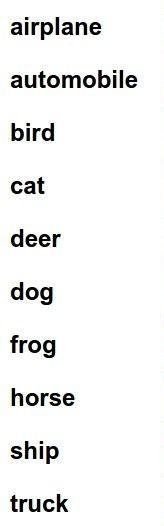 airplane
automobile
bird
cat
deer
dog
frog
horse
ship
truck